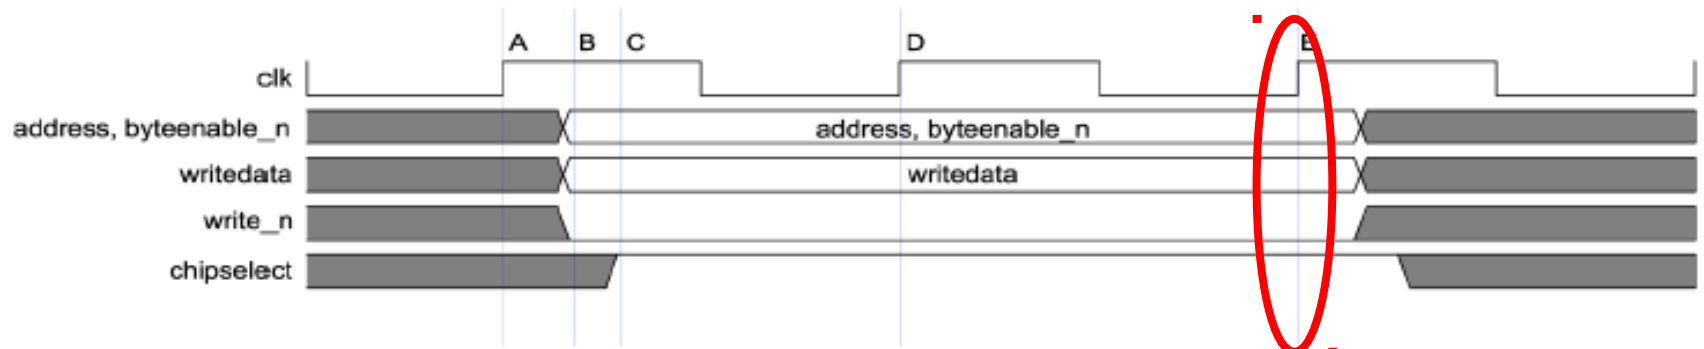 A B C D E
clk
address, byteenable_n address, byteenable_n
writedata writedata
write_n
chipselect